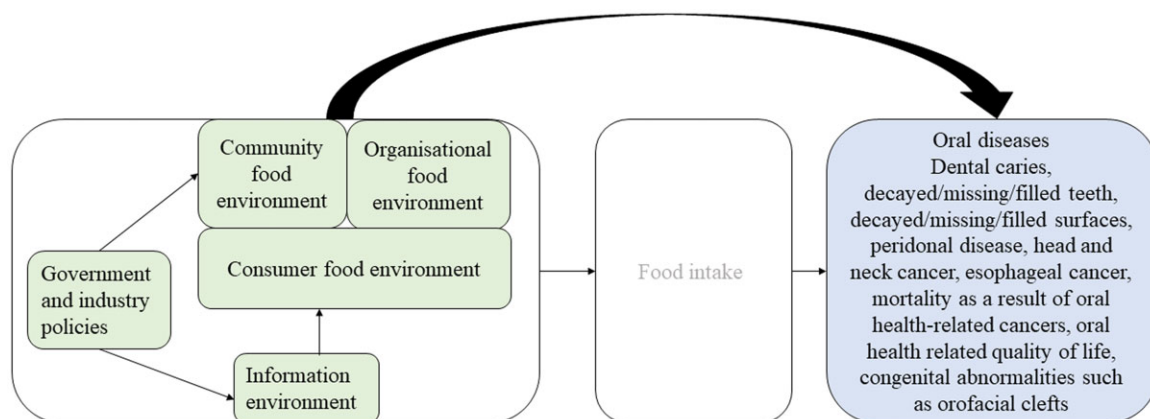 Community
food
environment
Organisational
food
environment
Consumer food environment
Government
and industry
policies
Information
environment
Food intake
Oral diseases
Dental caries,
decayed/missing/filled teeth,
decayed/missing/filled surfaces,
peridonal disease, head and
neck cancer, esophageal cancer,
mortality as a result of oral
health-related cancers, oral
health related quality of life,
congenital abnormalities such
as orofacial clefts